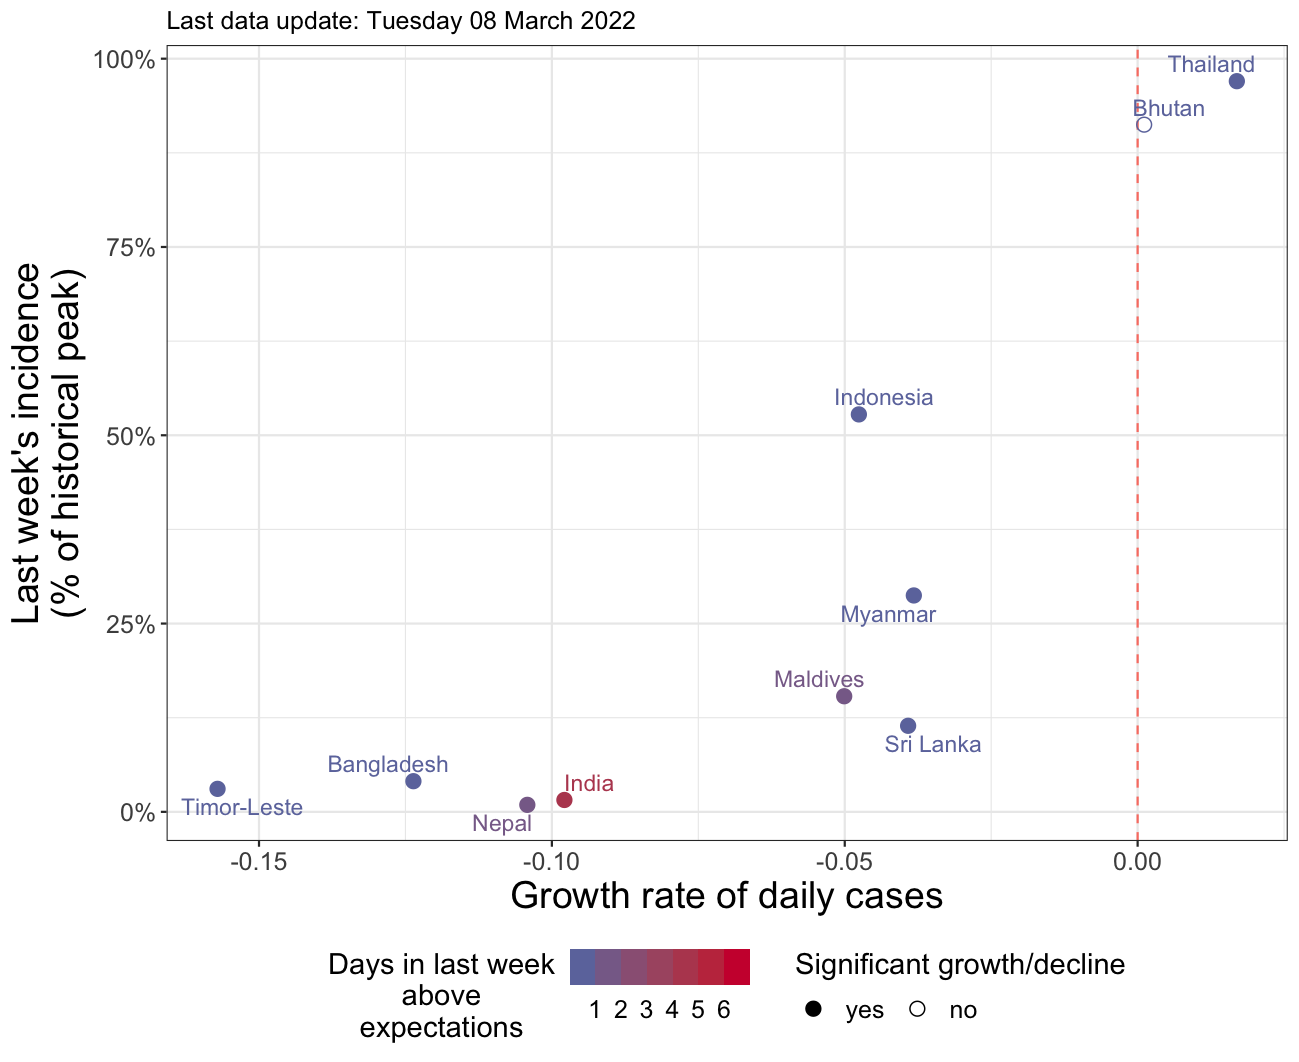 Last data update: Tuesday 08 March 2022
100%
75%
50%
25%
0%
Last week's incidence
(% of historical peak)
Thailand
Bhutan
Indonesia
Myanmar
Maldives
Sri Lanka
Bangladesh
India
Timor-Leste
Nepal
-0.15 -0.10 -0.05 0.00
Growth rate of daily cases
Days in last week
above
expectations
1 2 3 4 5 6
Significant growth/decline
yes no